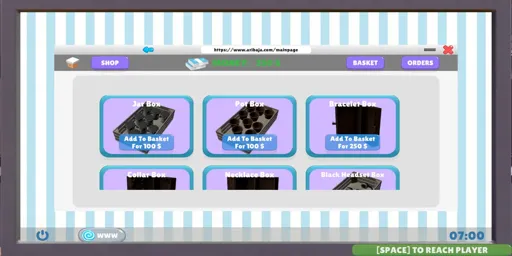 https://www.uribaja.com/mainpage
SHOP
BASKET
ORDERS
Jar Box
Add To Basket
For 100 $
Pot Box
Add To Basket
For 100 $
Bracelet Box
Add To Basket
For 250 $
Collar Box
Necklace Box
Black Headset Box
WWW
07:00
[SPACE] TO REACH PLAYER